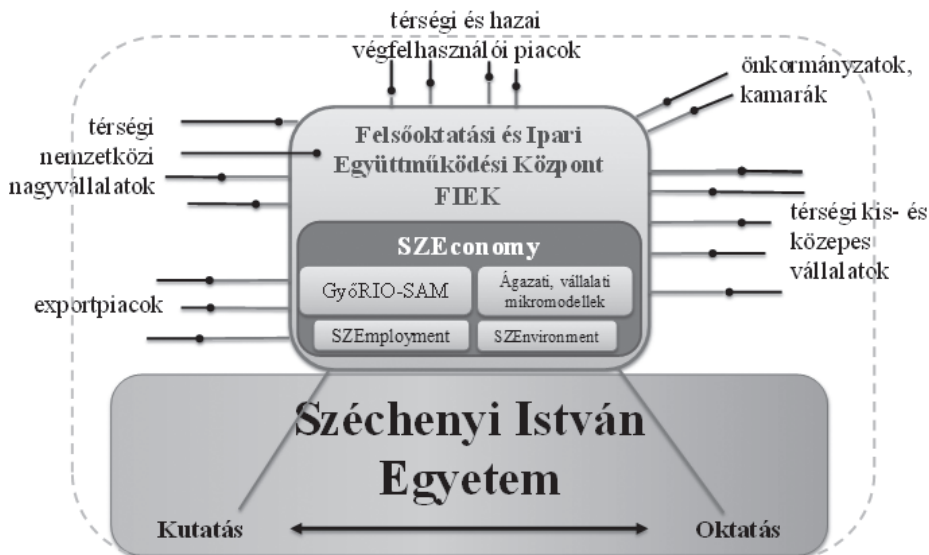 térségi és hazai
végfelhasználói piacok
önkormányzatok,
kamarák
térségi
nemzetközi
nagyvállalatok
Felsőoktatási és Ipari
Együttműködési Központ
FIEK
térségi kis- és
közepes
vállalatok
SZEconomy
GyőRIO-SAM
Ágazati, vállalati
mikromodellek
exportpiacok
SZEmployment
SZEnvironment
Széchenyi István
Egyetem
Kutatás
Oktatás